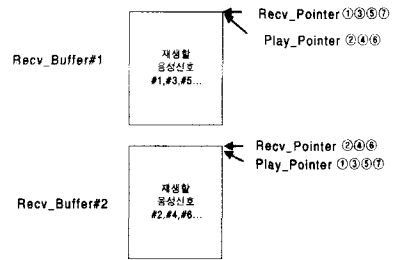 Recv_Pointer ①③⑤⑦
Play_Pointer ②④⑥
Recv_Buffer#1
재생할
음성신호
#1,#3,#5...
Recv_Pointer ②④⑥
Play_Pointer ①③⑤⑦
Recv_Buffer#2
재생할
음성신호
#2,#4,#6...